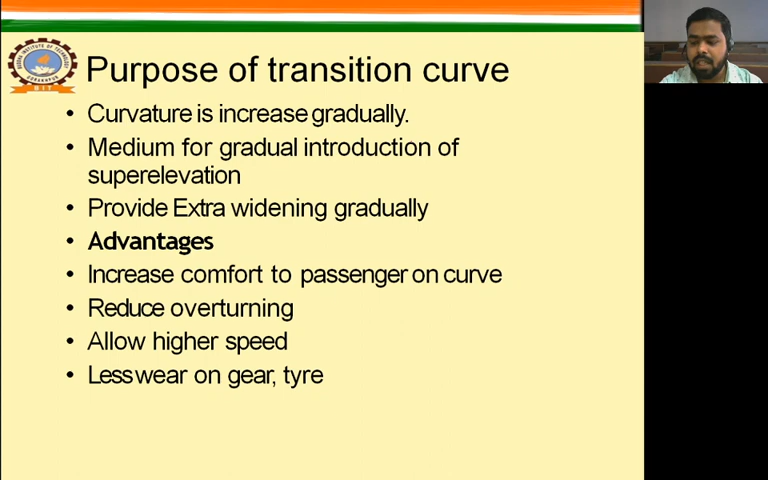 Purpose of transition curve
• Curvature is increase gradually.
• Medium for gradual introduction of
superelevation
• Provide Extra widening gradually
• Advantages
• Increase comfort to passenger on curve
• Reduce overturning
• Allow higher speed
• Less wear on gear, tyre